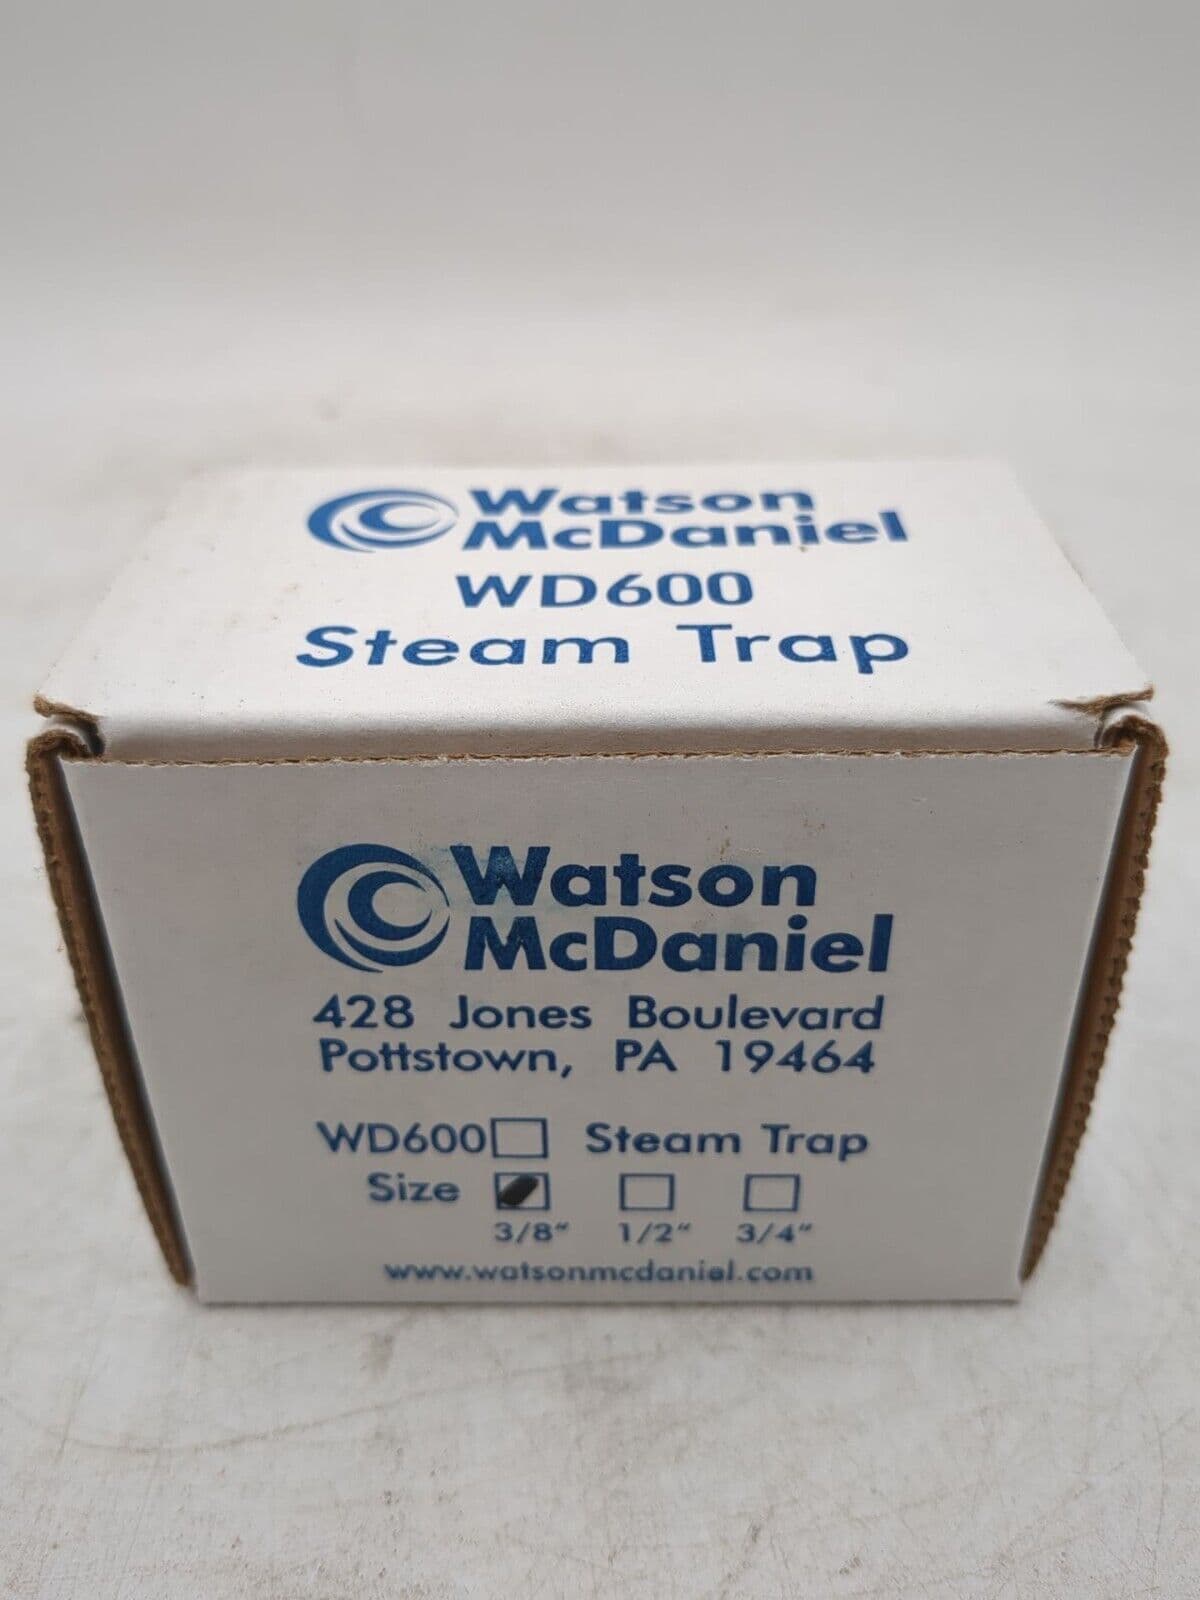 Watson
McDaniel
WD600
Steam Trap
Watson
McDaniel
428 Jones Boulevard
Pottstown, PA 19464
WD600 Steam Trap
Size
3/8" 1/2" 3/4"
www.watsonmcdaniel.com